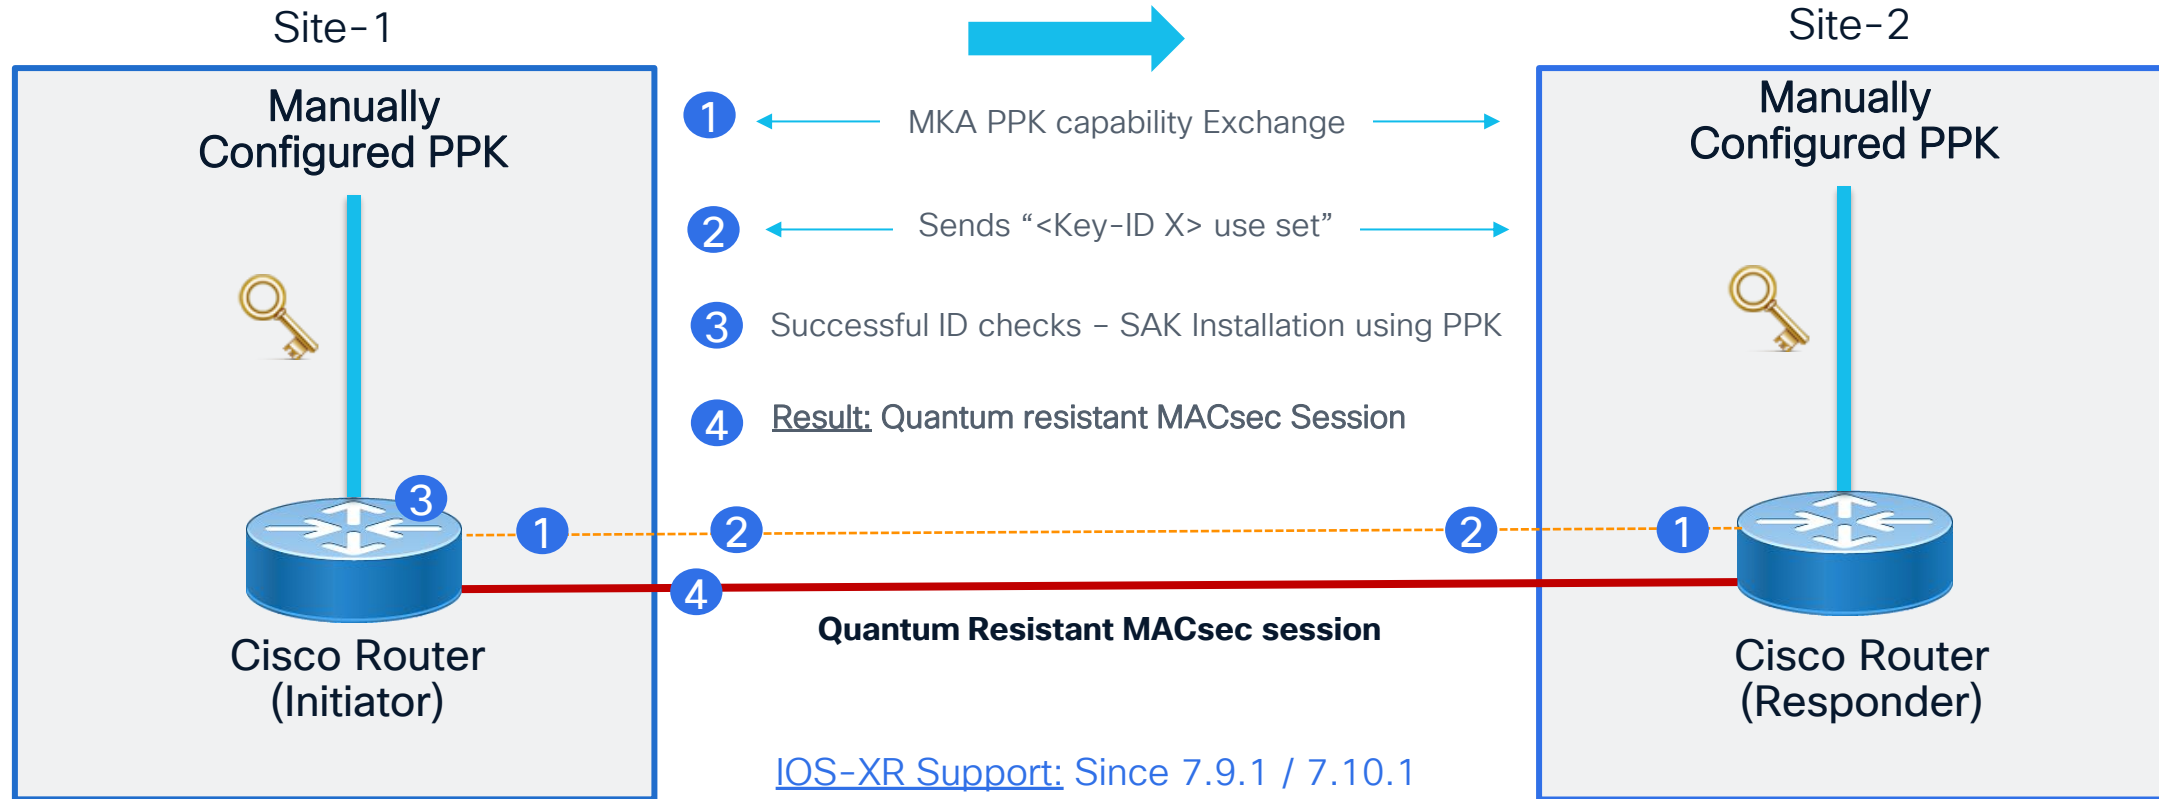 Site-1
Site-2
Manually
Configured PPK
Manually
Configured PPK
1
MKA PPK capability Exchange
2
Sends “<Key-ID X> use set”
3
Successful ID checks – SAK Installation using PPK
4
Result: Quantum resistant MACsec Session
3
1
2
2
1
4
Quantum Resistant MACsec session
Cisco Router
(Initiator)
Cisco Router
(Responder)
IOS-XR Support: Since 7.9.1 / 7.10.1